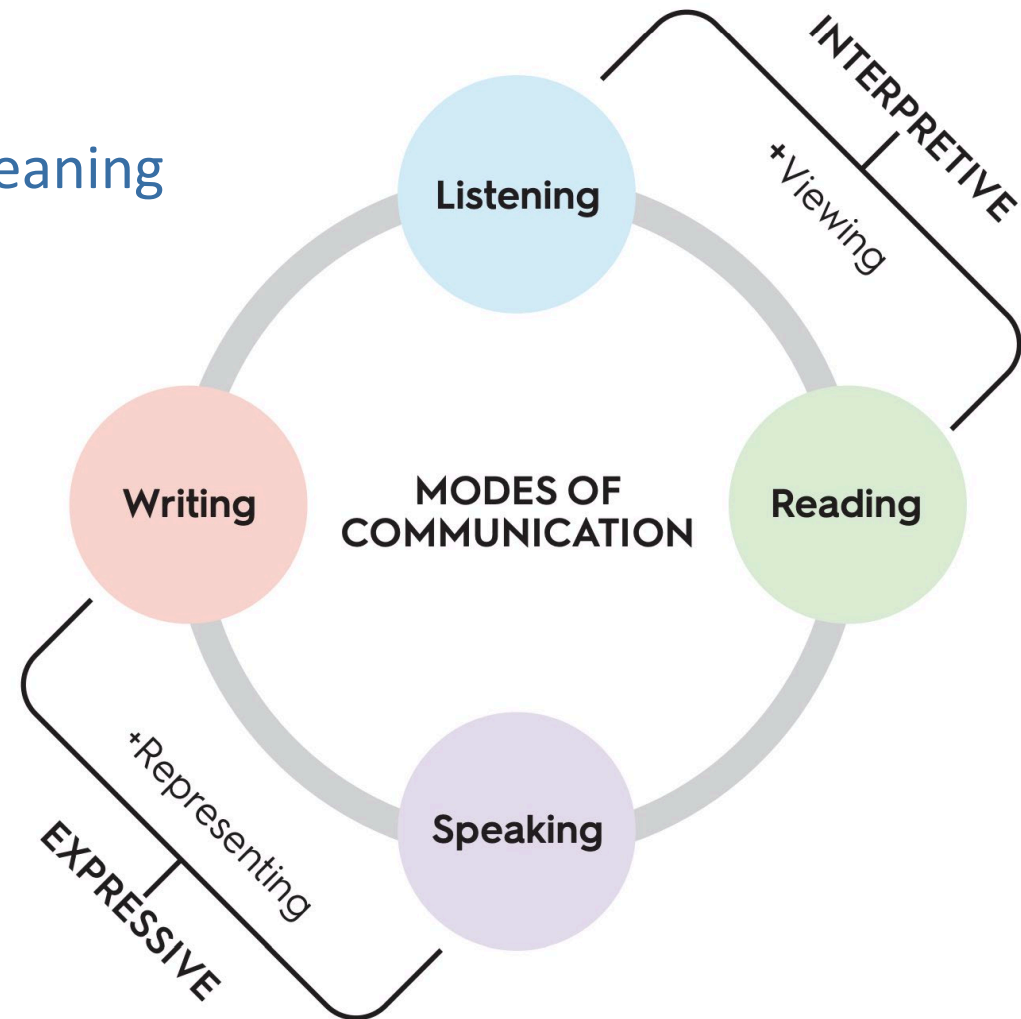 eaning
INTERPRETIVE
+Viewing
Listening
Writing
MODES OF
COMMUNICATION
Reading
+Representing
EXPRESSIVE
Speaking